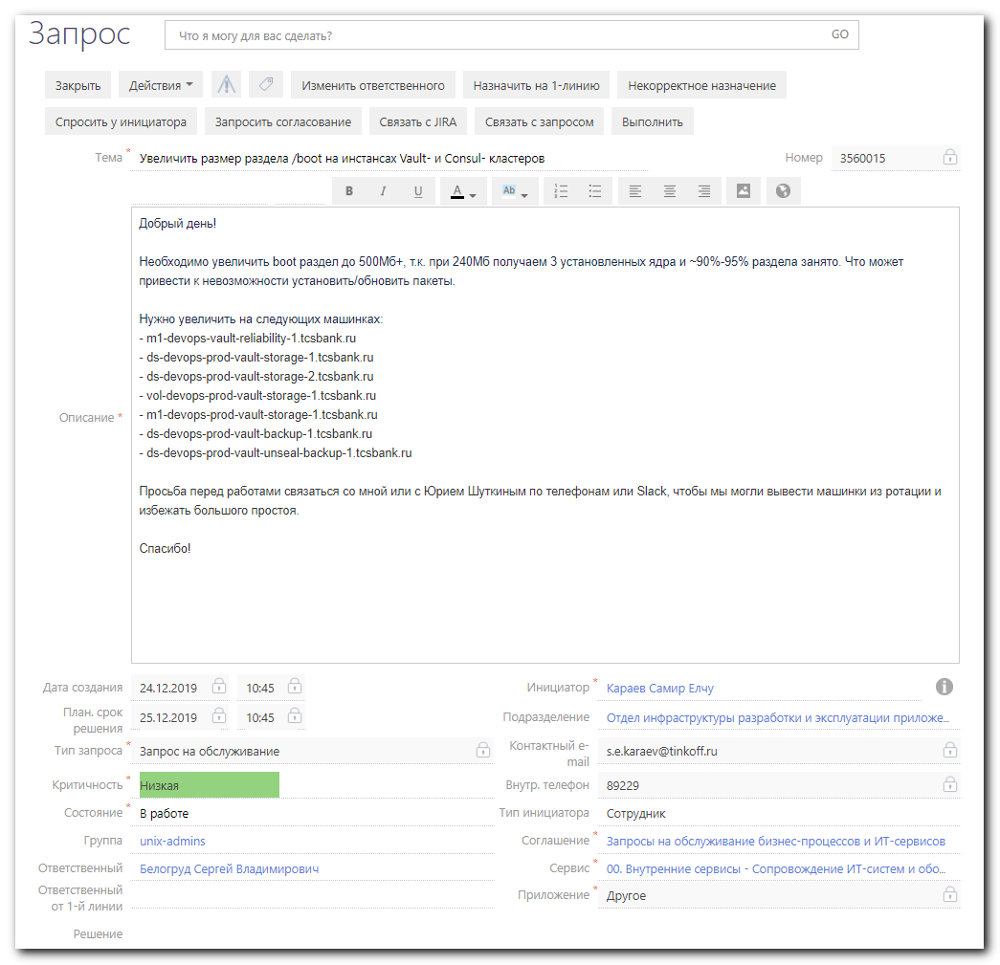 Запрос
Что я могу для вас сделать?
GO
Закрыть
Действия
Изменить ответственного
Назначить на 1-линию
Некорректное назначение
Спросить у инициатора
Запросить согласование
Связать с JIRA
Связать с запросом
Выполнить
Тема *
Увеличить размер раздела /boot на инстансах Vault- и Consul- кластеров
Номер
3560015
B I U A Ab
Описание *
Добрый день!
Необходимо увеличить boot раздел до 500Мб+, т.к. при 240Мб получаем 3 установленных ядра и ~90%-95% раздела занято. Что может
привести к невозможности установить/обновить пакеты.
Нужно увеличить на следующих машинках:
- m1-devops-vault-reliability-1.tcsbank.ru
- ds-devops-prod-vault-storage-1.tcsbank.ru
- ds-devops-prod-vault-storage-2.tcsbank.ru
- vol-devops-prod-vault-storage-1.tcsbank.ru
- m1-devops-prod-vault-storage-1.tcsbank.ru
- ds-devops-prod-vault-backup-1.tcsbank.ru
- ds-devops-prod-vault-unseal-backup-1.tcsbank.ru
Просьба перед работами связаться со мной или с Юрием Шуткиным по телефонам или Slack, чтобы мы могли вывести машинки из ротации и
избежать большого простоя.
Спасибо!
Дата создания
24.12.2019
10:45
План. срок
решения
25.12.2019
10:45
Тип запроса *
Запрос на обслуживание
Критичность *
Низкая
Состояние *
В работе
Группа
unix-admins
Ответственный
Белогруд Сергей Владимирович
Ответственный
от 1-й линии
Решение
Инициатор *
Караев Самир Елчу
Подразделение
Отдел инфраструктуры разработки и эксплуатации приложе...
Контактный e-
mail
s.e.karaev@tinkoff.ru
Внутр. телефон
89229
Тип инициатора
Сотрудник
Соглашение *
Запросы на обслуживание бизнес-процессов и ИТ-сервисов
Сервис *
00. Внутренние сервисы - Сопровождение ИТ-систем и обо...
Приложение *
Другое